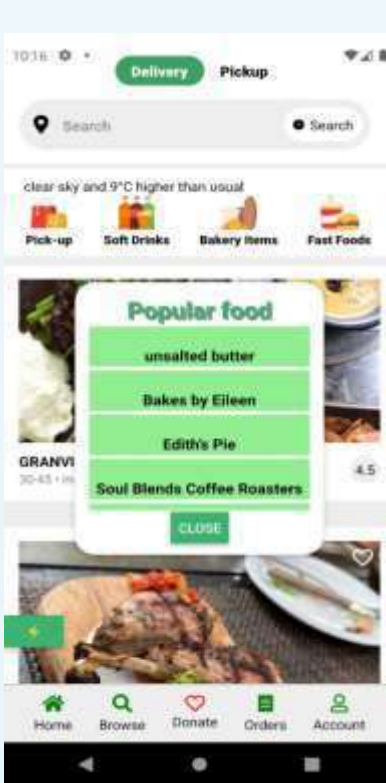 10:16
Delivery Pickup
Search Search
clear sky and 9°C higher than usual
Pick-up Soft Drinks Bakery Items Fast Foods
Popular food
unsalted butter
Bakes by Eileen
Edith's Pie
Soul Blends Coffee Roasters
CLOSE
GRANVI 4.5
30-45 • m
Home Browse Donate Orders Account